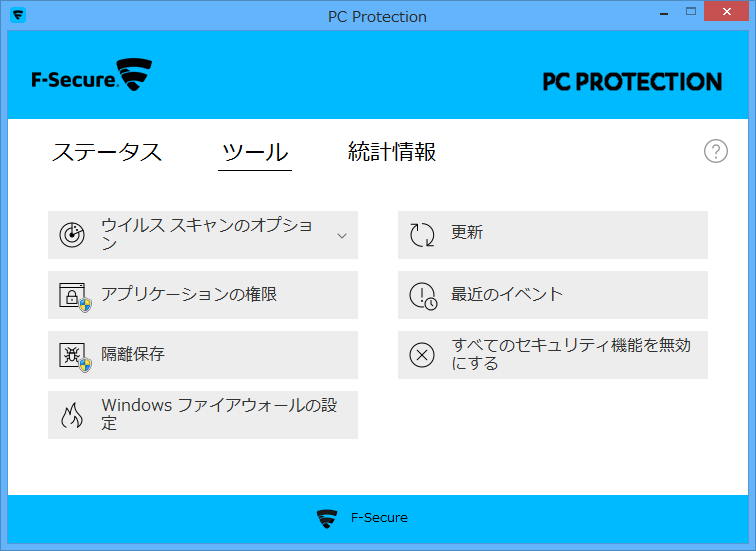 PC Protection
F-Secure.
PC PROTECTION
ステータス
ツール
統計情報
?
ウイルス スキャンのオプショ
ン
更新
アプリケーションの権限
最近のイベント
隔離保存
すべてのセキュリティ機能を無効
にする
Windows ファイアウォールの設
定
F-Secure